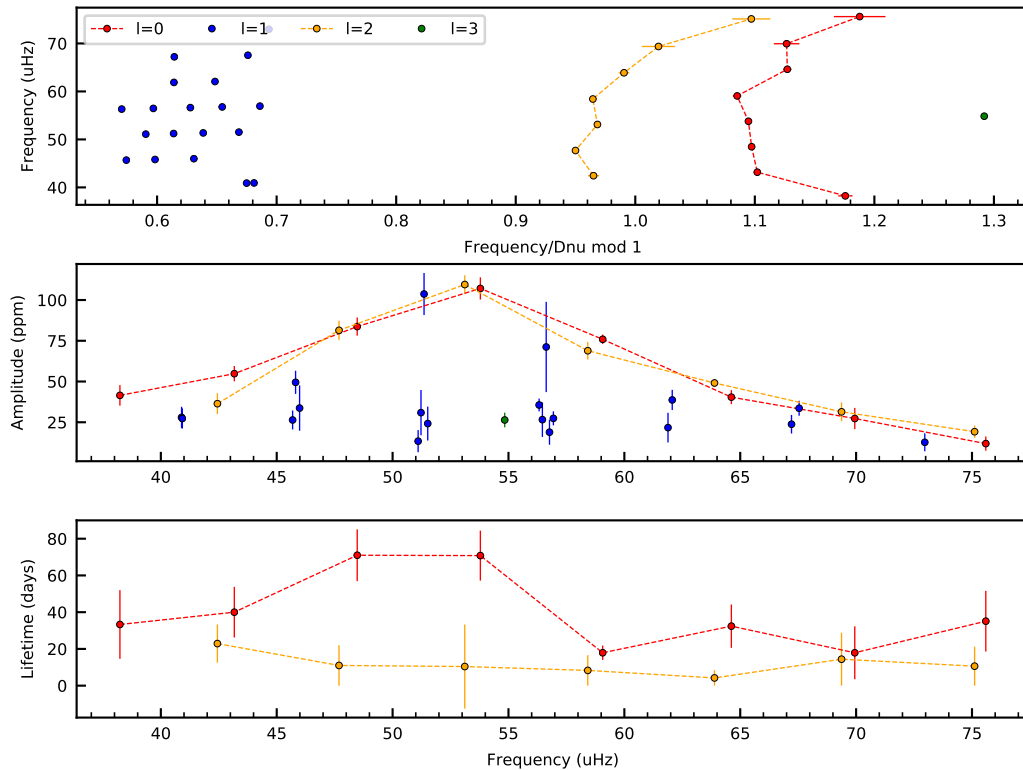 l=0 l=1 l=2 l=3
70
60
50
40
Frequency (uHz)
0.6 0.7 0.8 0.9 1.0 1.1 1.2 1.3
Frequency/Dnu mod 1
100
75
50
25
Amplitude (ppm)
40 45 50 55 60 65 70 75
80
60
40
20
0
Lifetime (days)
40 45 50 55 60 65 70 75
Frequency (uHz)